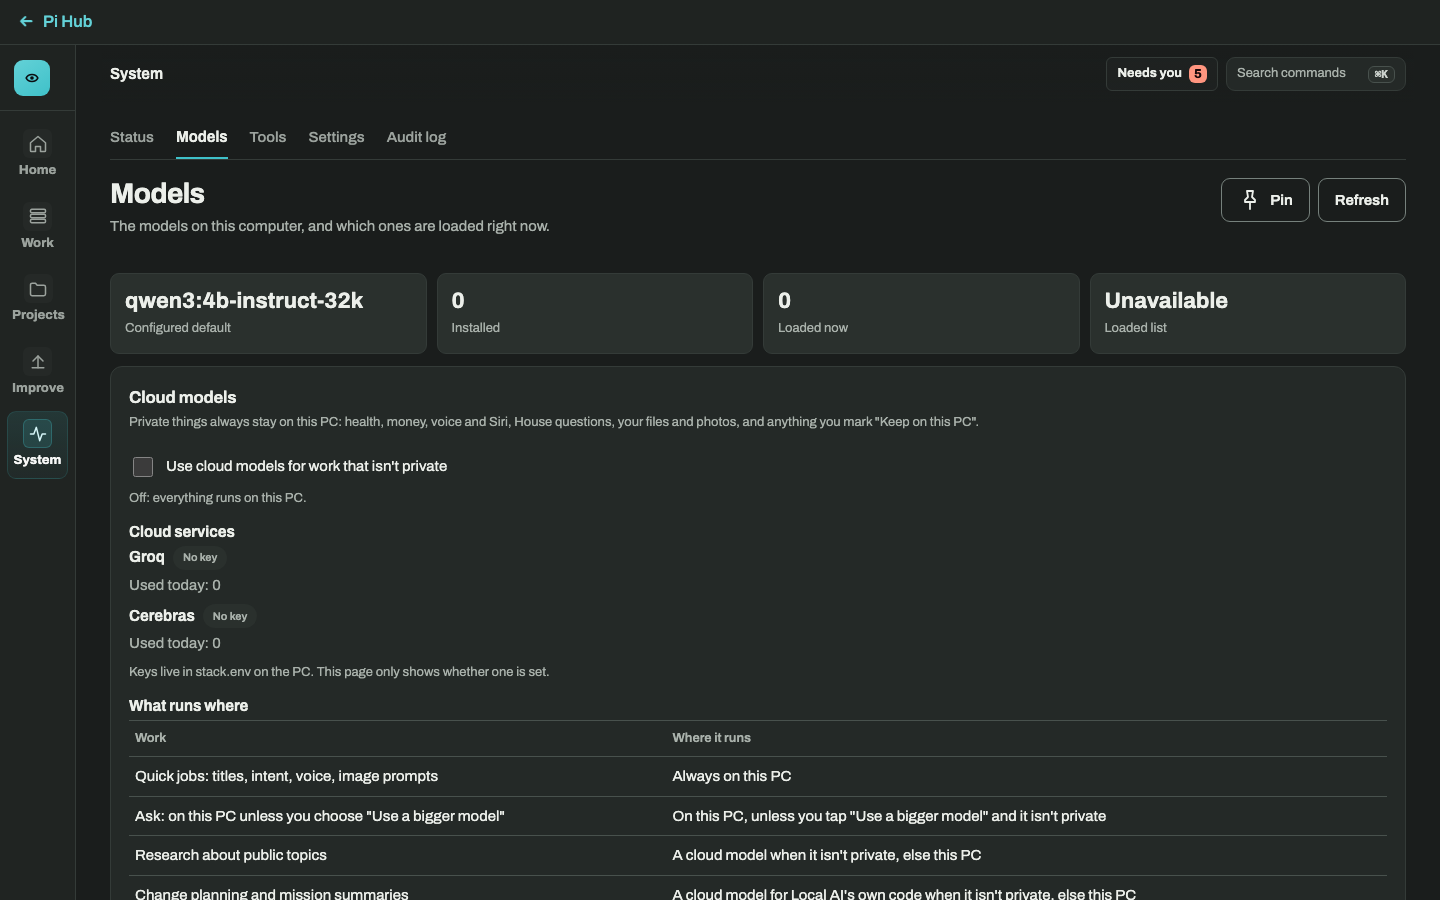 Pi Hub
System
Needs you 5
Search commands ⌘K
Home
Work
Projects
Improve
System
Status Models Tools Settings Audit log
Models
The models on this computer, and which ones are loaded right now.
Pin
Refresh
qwen3:4b-instruct-32k
Configured default
0
Installed
0
Loaded now
Unavailable
Loaded list
Cloud models
Private things always stay on this PC: health, money, voice and Siri, House questions, your files and photos, and anything you mark "Keep on this PC".
Use cloud models for work that isn't private
Off: everything runs on this PC.
Cloud services
Groq No key
Used today: 0
Cerebras No key
Used today: 0
Keys live in stack.env on the PC. This page only shows whether one is set.
What runs where
Work Where it runs
Quick jobs: titles, intent, voice, image prompts Always on this PC
Ask: on this PC unless you choose "Use a bigger model" On this PC, unless you tap "Use a bigger model" and it isn't private
Research about public topics A cloud model when it isn't private, else this PC
Change planning and mission summaries A cloud model for Local AI's own code when it isn't private, else this PC